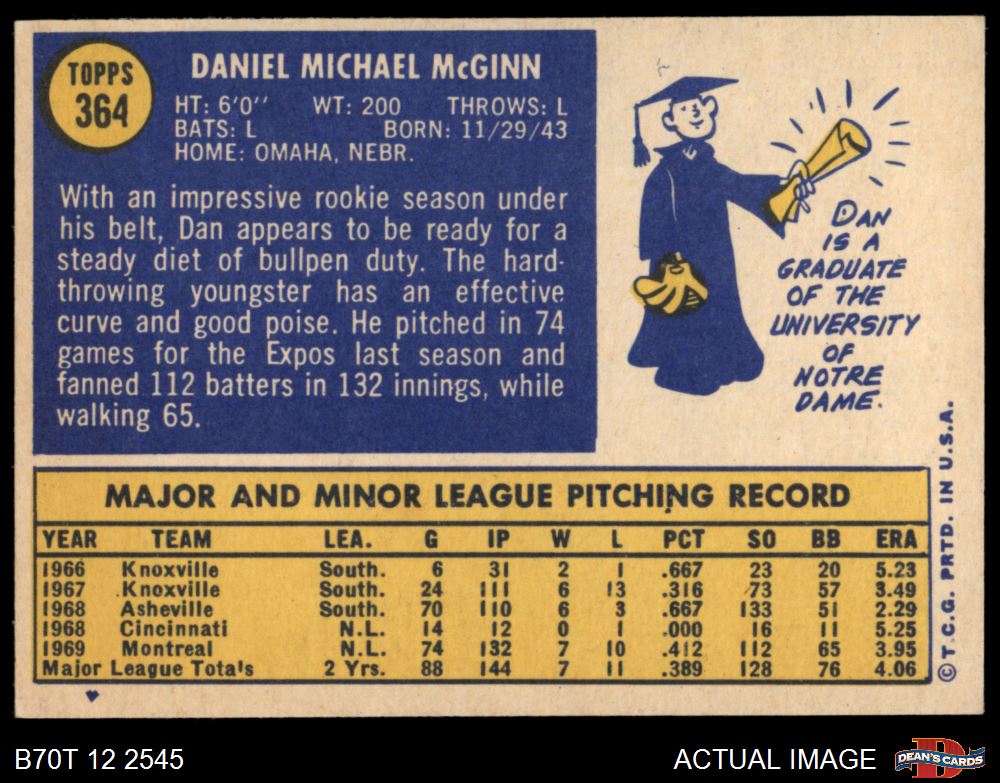 TOPPS
364
DANIEL MICHAEL McGINN
HT: 6'0'' WT: 200 THROWS: L
BATS: L BORN: 11/29/43
HOME: OMAHA, NEBR.
With an impressive rookie season under
his belt, Dan appears to be ready for a
steady diet of bullpen duty. The hard-
throwing youngster has an effective
curve and good poise. He pitched in 74
games for the Expos last season and
fanned 112 batters in 132 innings, while
walking 65.
DAN
IS A
GRADUATE
OF THE
UNIVERSITY
OF
NOTRE
DAME.
MAJOR AND MINOR LEAGUE PITCHING RECORD
YEAR TEAM LEA. G IP W L PCT SO BB ERA
1966 Knoxville South. 6 31 2 1 .667 23 20 5.23
1967 Knoxville South. 24 111 6 13 .316 73 57 3.49
1968 Asheville South. 70 110 6 3 .667 133 51 2.29
1968 Cincinnati N.L. 14 12 0 1 .000 16 11 5.25
1969 Montreal N.L. 74 132 7 10 .412 112 65 3.95
Major League Totals 2 Yrs. 88 144 7 11 .389 128 76 4.06
© T.C.G. PRTD. IN U.S.A.
B70T 12 2545
ACTUAL IMAGE
D
DEAN'S CARDS